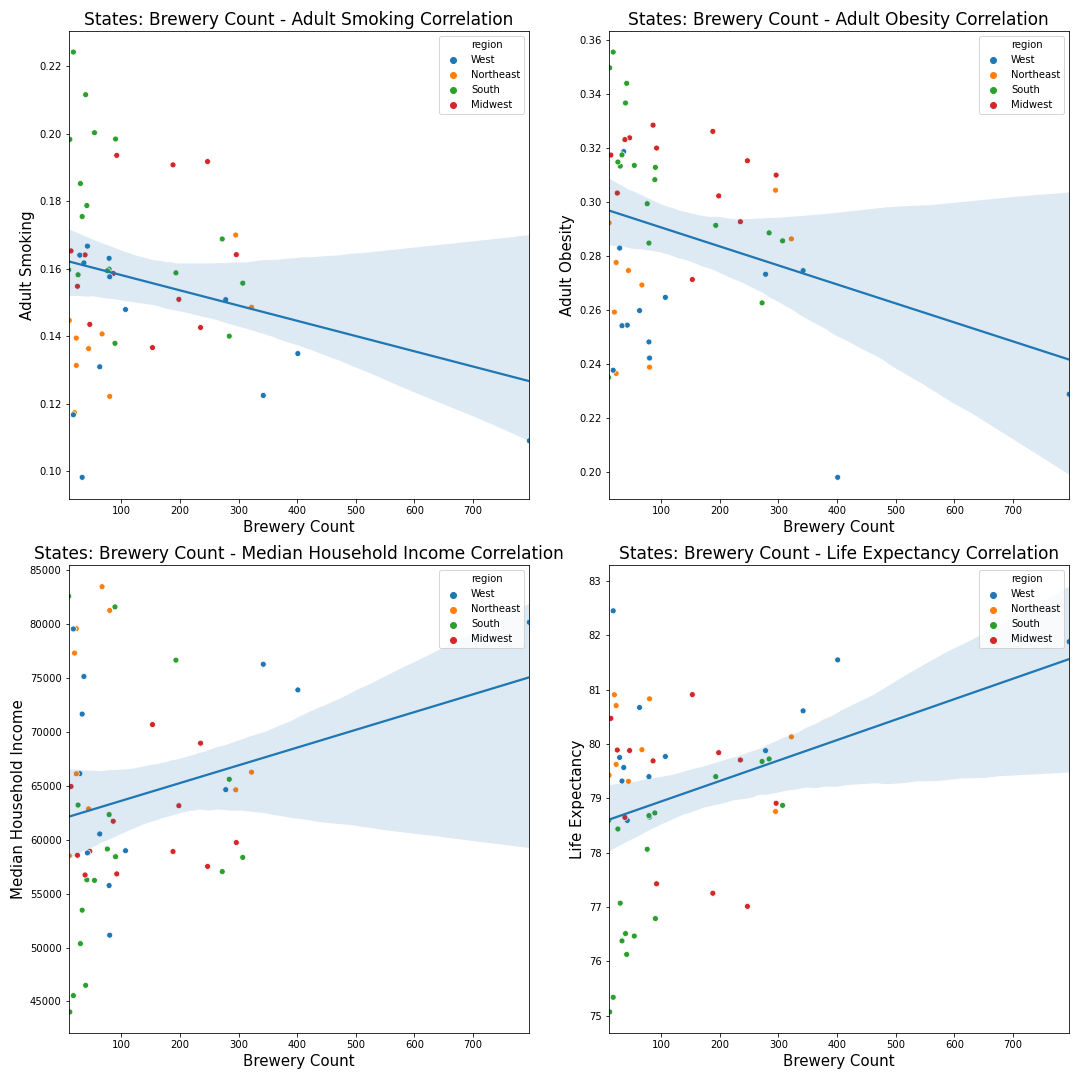 States: Brewery Count - Adult Smoking Correlation
region
West
Northeast
South
Midwest
0.22
0.20
0.18
0.16
0.14
0.12
0.10
Adult Smoking
100 200 300 400 500 600 700
Brewery Count
States: Brewery Count - Adult Obesity Correlation
region
West
Northeast
South
Midwest
0.36
0.34
0.32
0.30
0.28
0.26
0.24
0.22
0.20
Adult Obesity
100 200 300 400 500 600 700
Brewery Count
States: Brewery Count - Median Household Income Correlation
region
West
Northeast
South
Midwest
85000
80000
75000
70000
65000
60000
55000
50000
45000
Median Household Income
100 200 300 400 500 600 700
Brewery Count
States: Brewery Count - Life Expectancy Correlation
region
West
Northeast
South
Midwest
83
82
81
80
79
78
77
76
75
Life Expectancy
100 200 300 400 500 600 700
Brewery Count